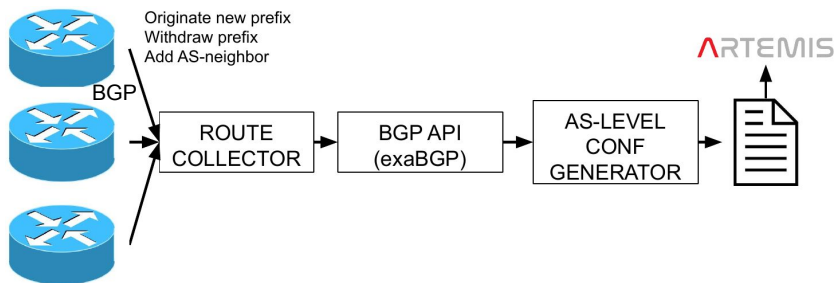 Originate new prefix
Withdraw prefix
Add AS-neighbor
BGP
ROUTE
COLLECTOR
BGP API
(exaBGP)
AS-LEVEL
CONF
GENERATOR
ARTEMIS